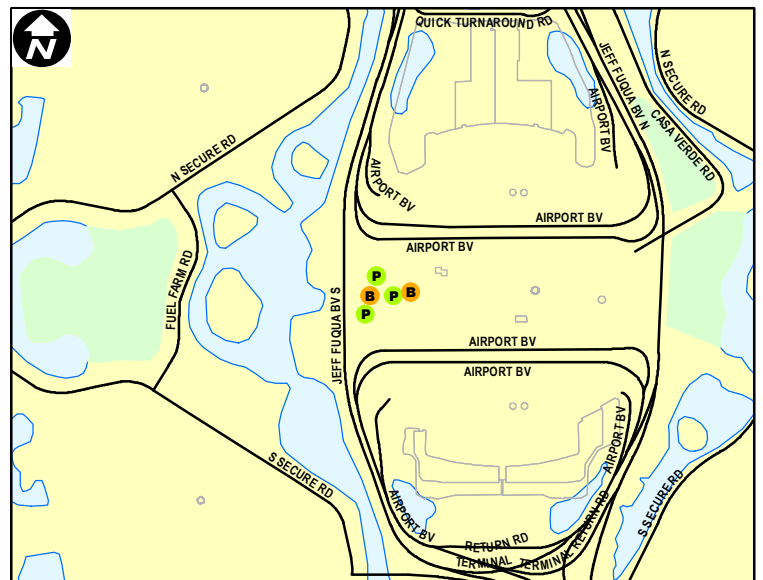 N
QUICK TURNAROUND RD
JEFF FUQUA BV N
N SECURE RD
AIRPORT BV
CASA VERDE RD
N SECURE RD
AIRPORT BV
AIRPORT BV
AIRPORT BV
FUEL FARM RD
P
B
P
B
P
JEFF FUQUA BV S
AIRPORT BV
AIRPORT BV
AIRPORT BV
S SECURE RD
AIRPORT BV
S SECURE RD
RETURN RD
TERMINAL
TERMINAL RETURN RD